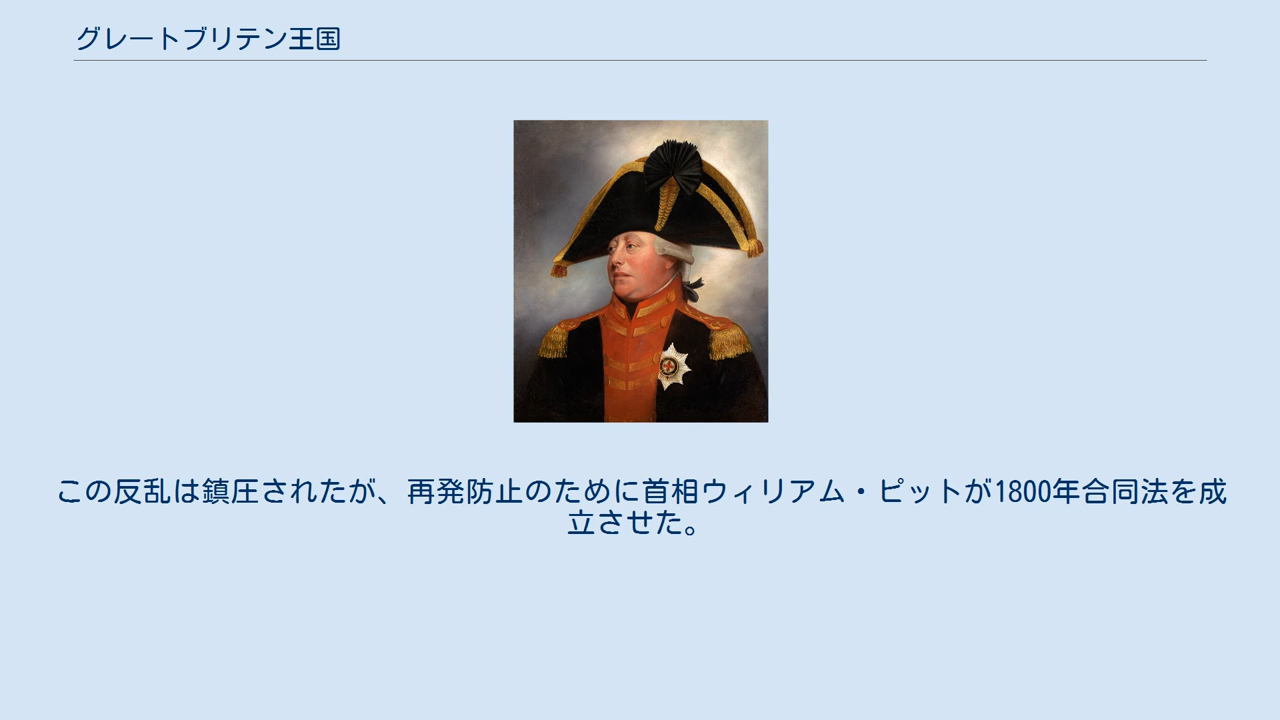 グレートブリテン王国
この反乱は鎮圧されたが、再発防止のために首相ウィリアム・ピットが1800年合同法を成
立させた。